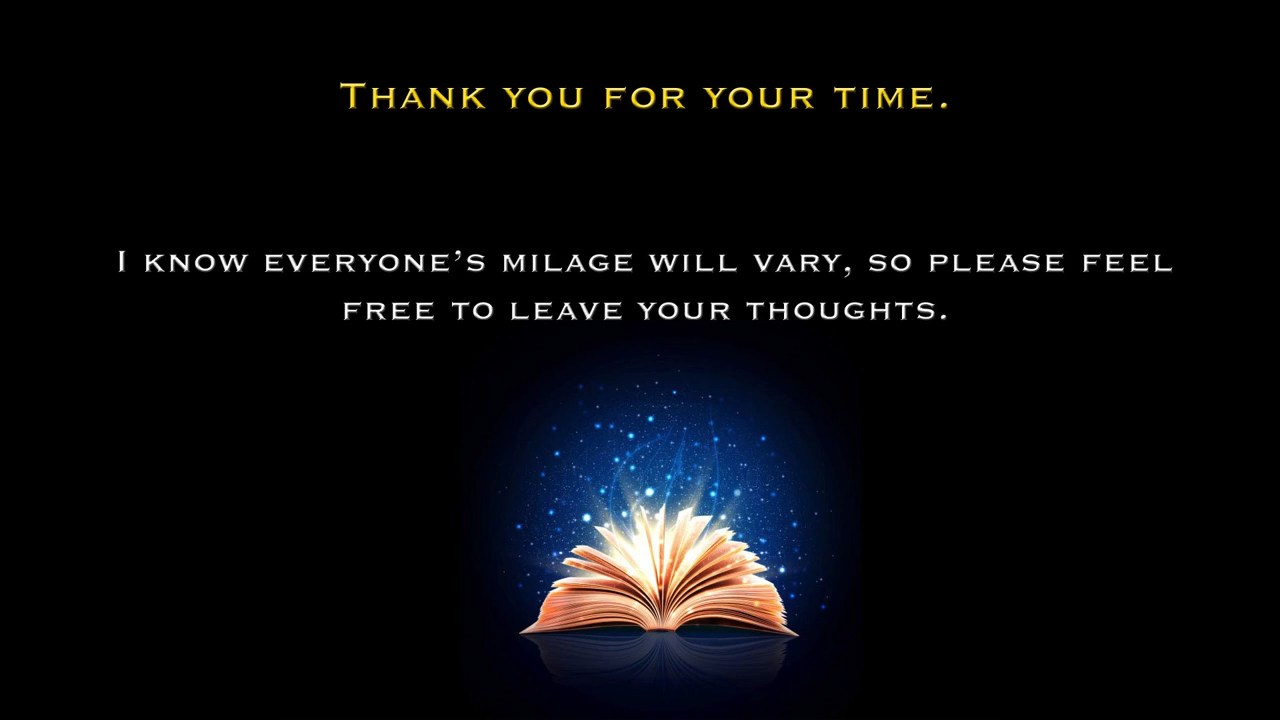 Thank you for your time.
I know everyone’s milage will vary, so please feel
free to leave your thoughts.